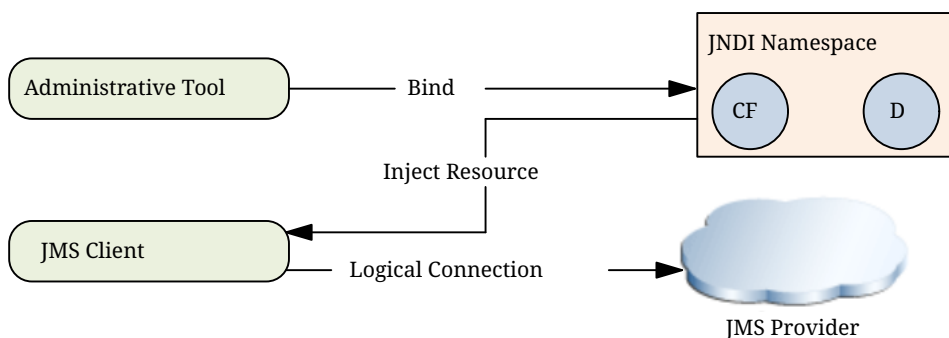 JNDI Namespace
Administrative Tool
Bind
CF
D
Inject Resource
JMS Client
Logical Connection
JMS Provider